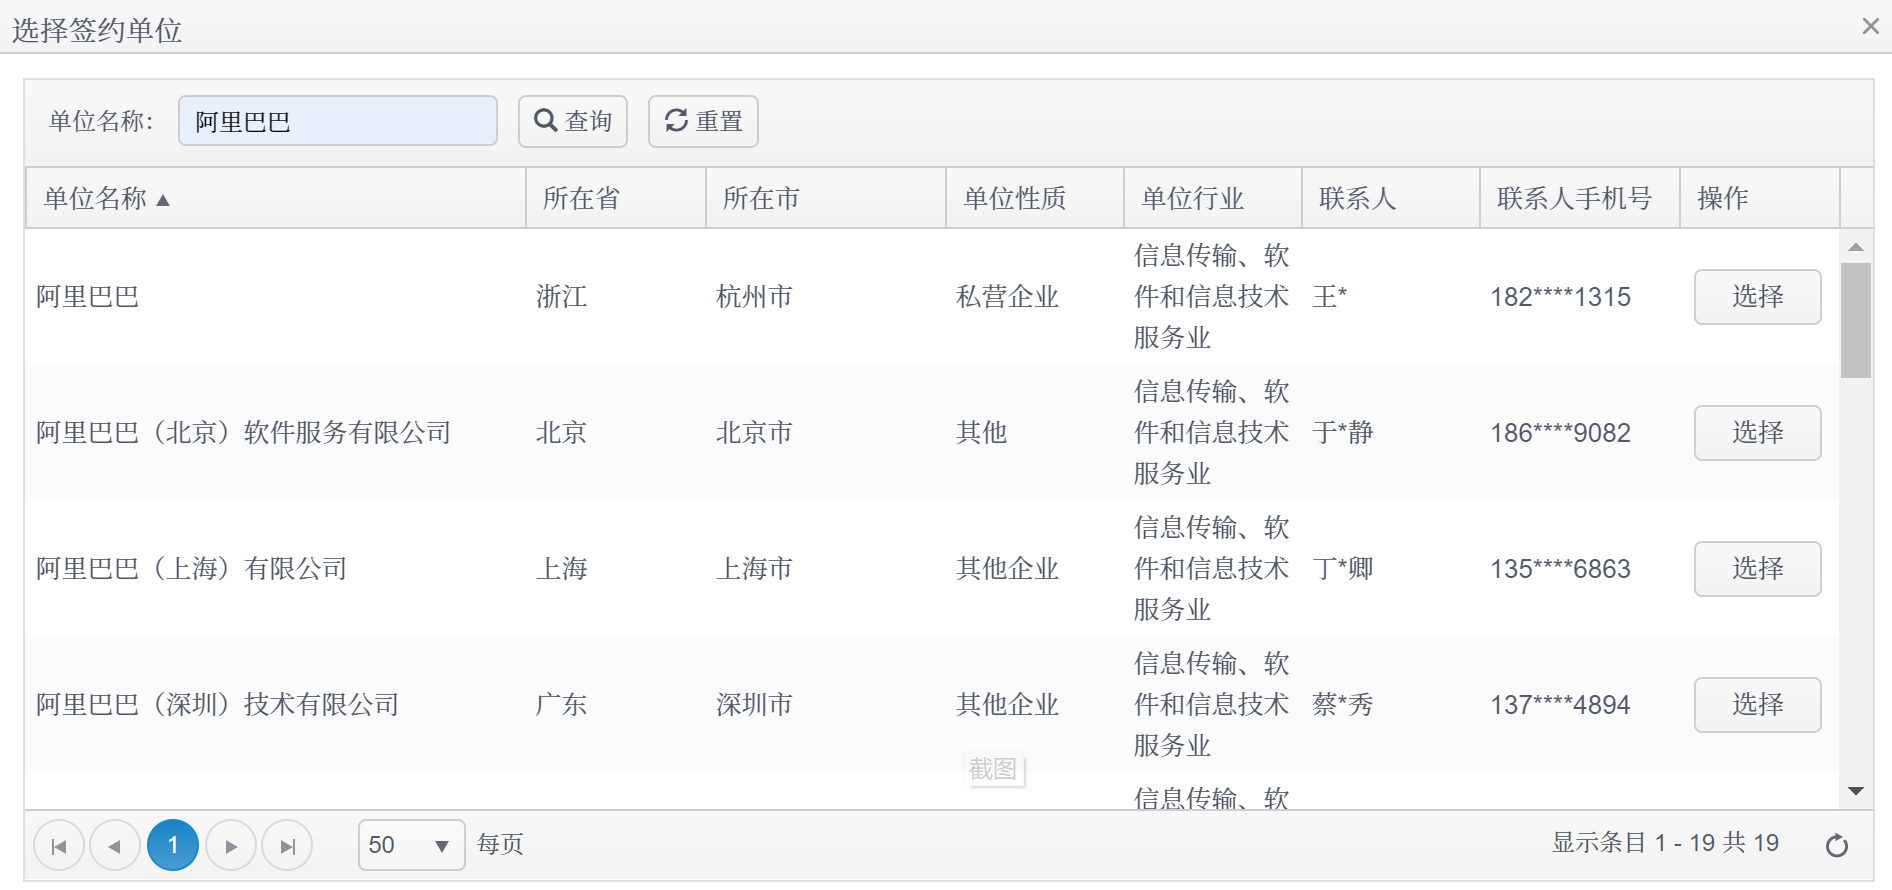 选择签约单位
单位名称： 阿里巴巴 查询 重置
单位名称 所在省 所在市 单位性质 单位行业 联系人 联系人手机号 操作
阿里巴巴 浙江 杭州市 私营企业 信息传输、软件和信息技术服务业 王* 182****1315 选择
阿里巴巴（北京）软件服务有限公司 北京 北京市 其他 信息传输、软件和信息技术服务业 于*静 186****9082 选择
阿里巴巴（上海）有限公司 上海 上海市 其他企业 信息传输、软件和信息技术服务业 丁*卿 135****6863 选择
阿里巴巴（深圳）技术有限公司 广东 深圳市 其他企业 信息传输、软件和信息技术服务业 蔡*秀 137****4894 选择
截图
信息传输、软
1 50 每页 显示条目 1 - 19 共 19